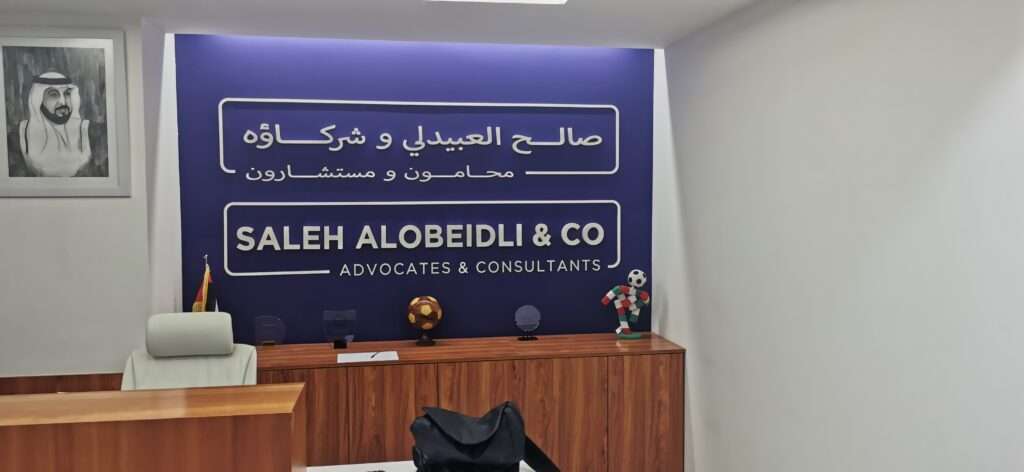 صالح العبيدلي و شركاؤه
محامون و مستشارون
SALEH ALOBEIDLI & CO
ADVOCATES & CONSULTANTS